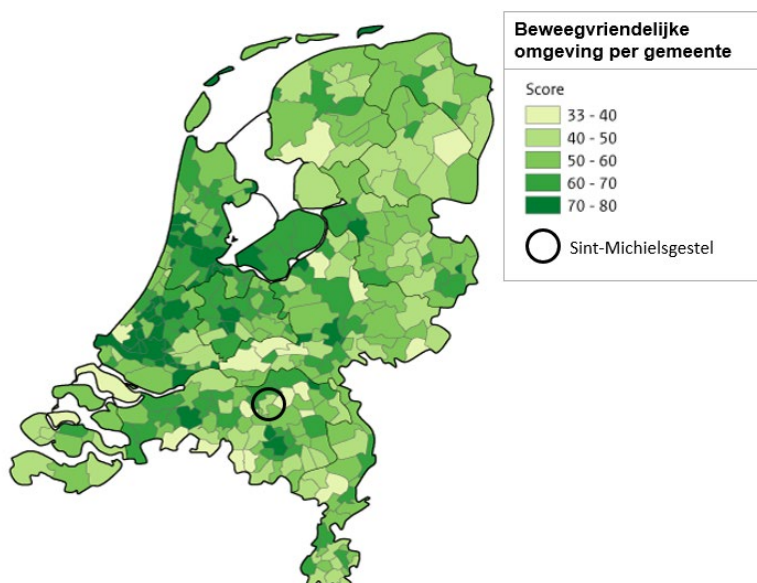 Beweegvriendelijke
omgeving per gemeente
Score
33 - 40
40 - 50
50 - 60
60 - 70
70 - 80
Sint-Michielsgestel